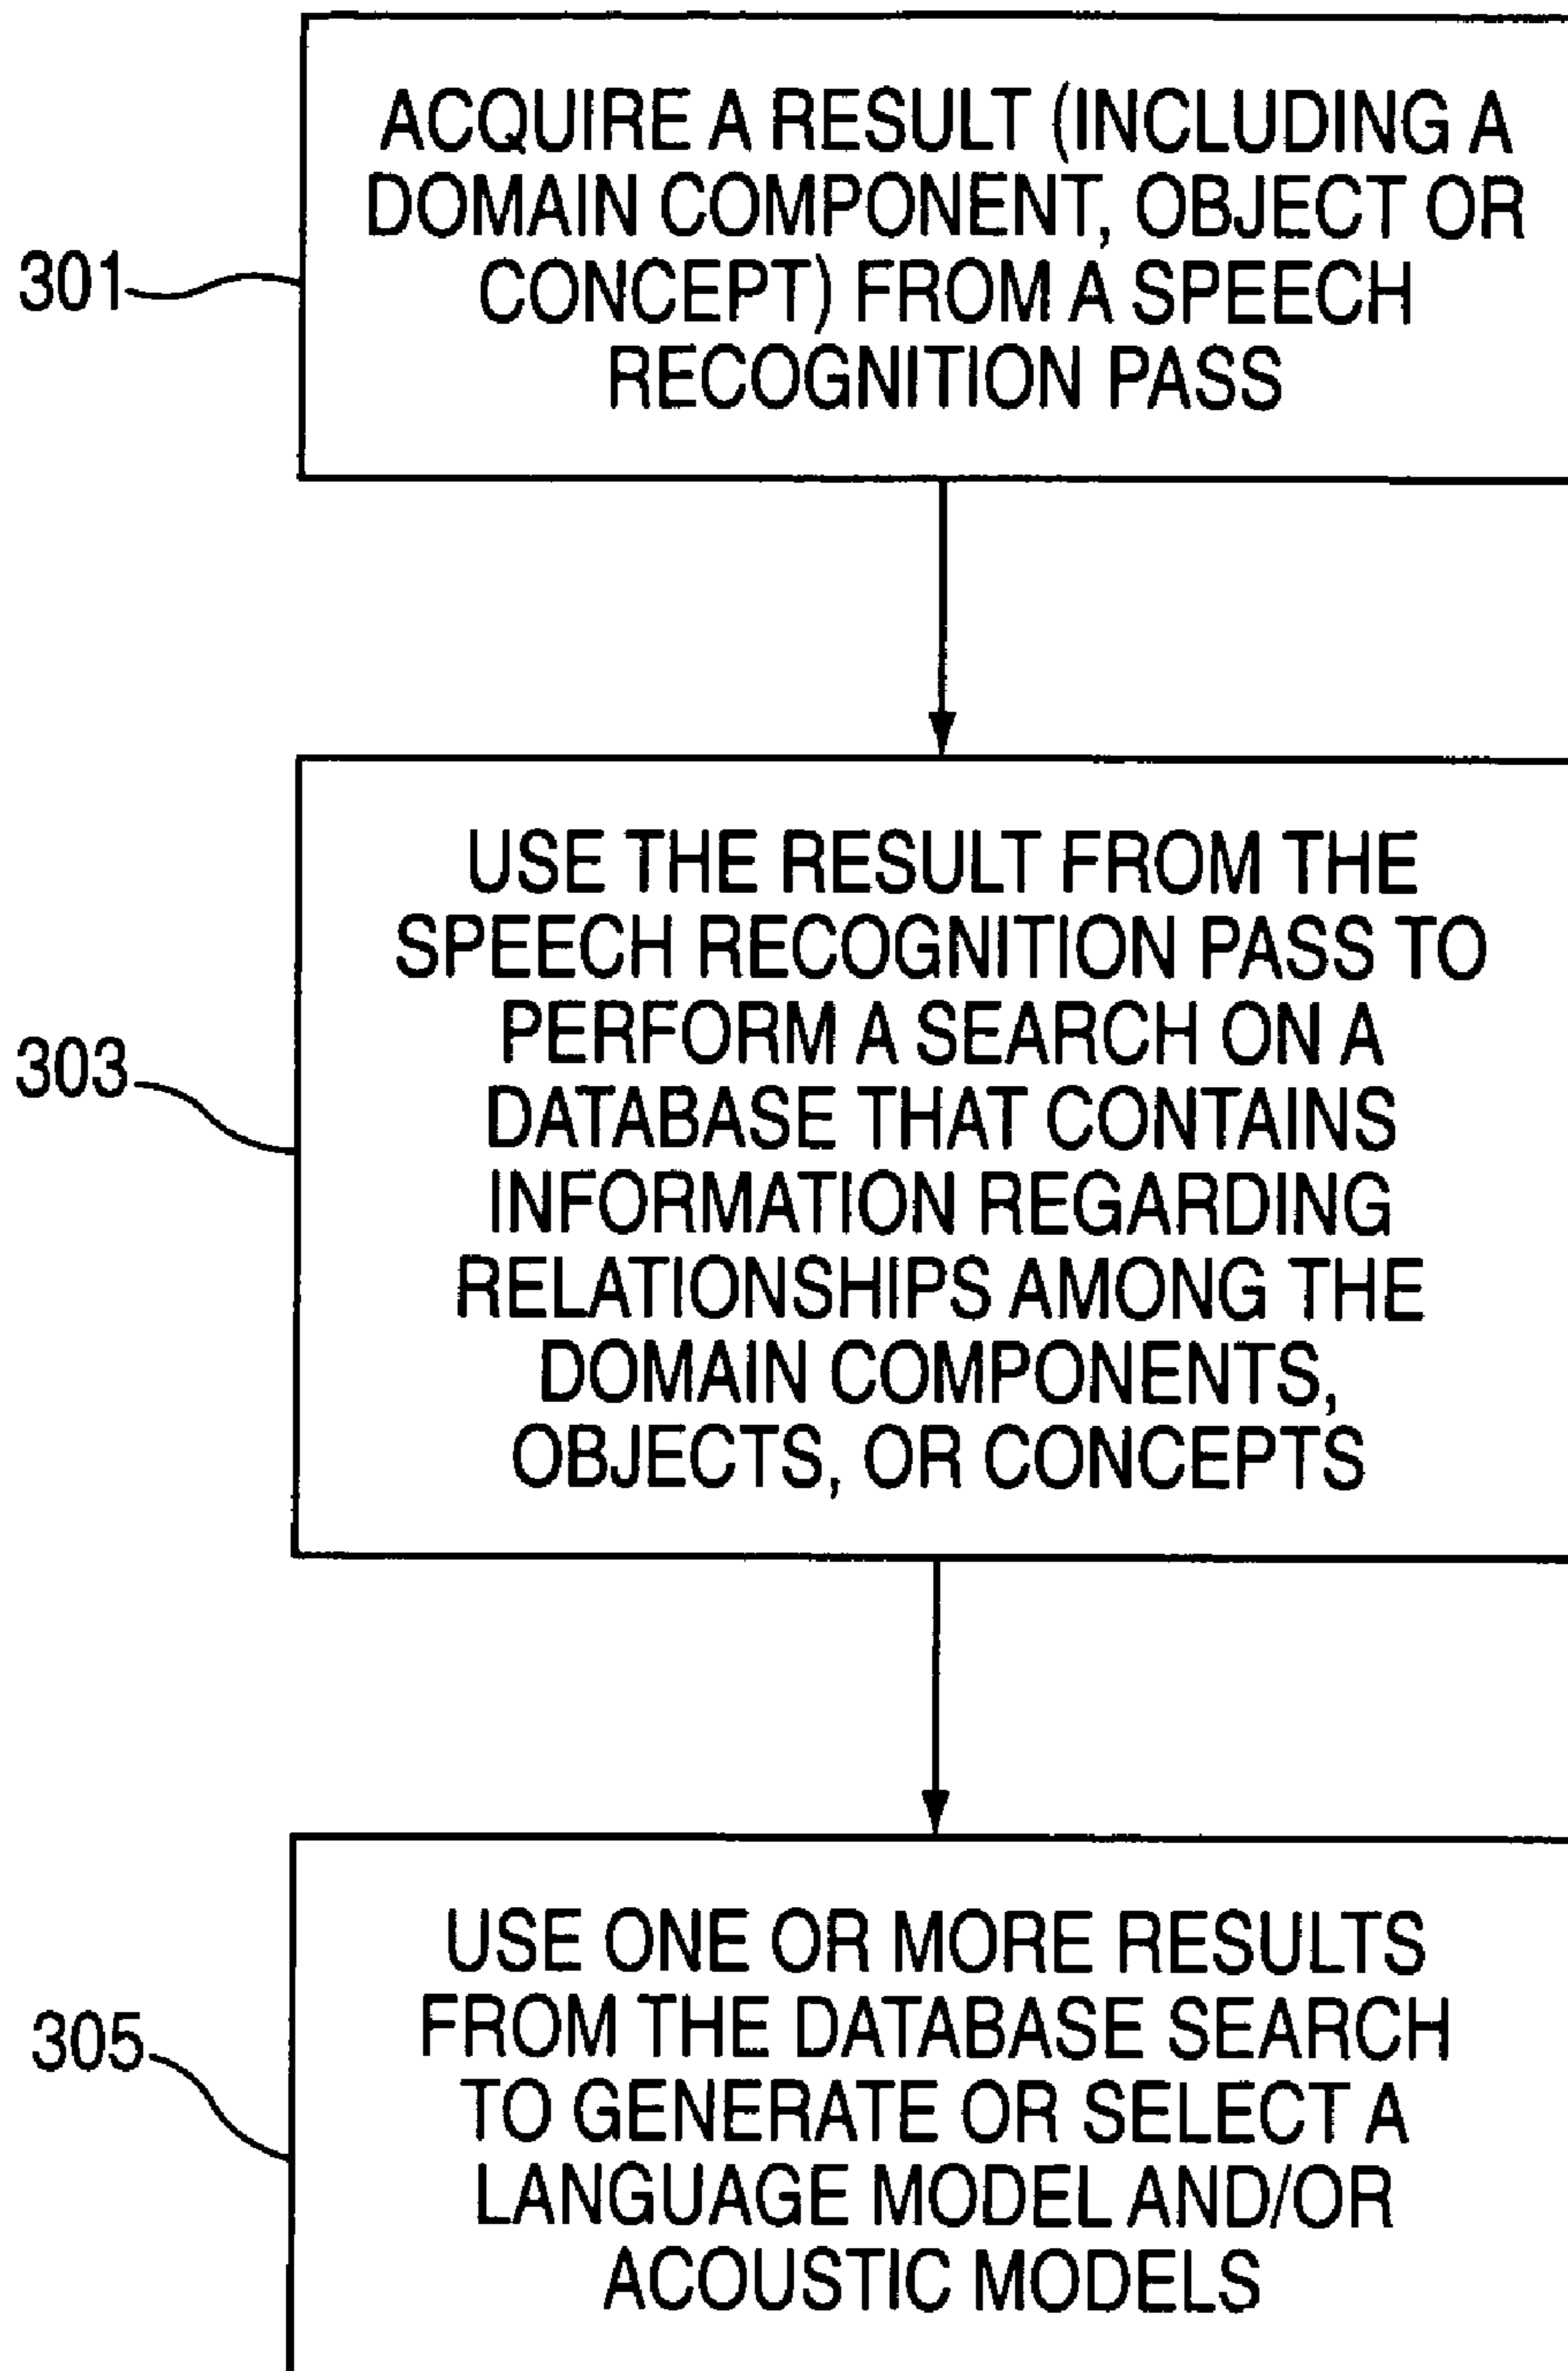 ACQUIRE A RESULT (INCLUDING A
DOMAIN COMPONENT, OBJECT OR
CONCEPT) FROM A SPEECH
RECOGNITION PASS
301
USE THE RESULT FROM THE
SPEECH RECOGNITION PASS TO
PERFORM A SEARCH ON A
DATABASE THAT CONTAINS
INFORMATION REGARDING
RELATIONSHIPS AMONG THE
DOMAIN COMPONENTS,
OBJECTS, OR CONCEPTS
303
USE ONE OR MORE RESULTS
FROM THE DATABASE SEARCH
TO GENERATE OR SELECT A
LANGUAGE MODEL AND/OR
ACOUSTIC MODELS
305